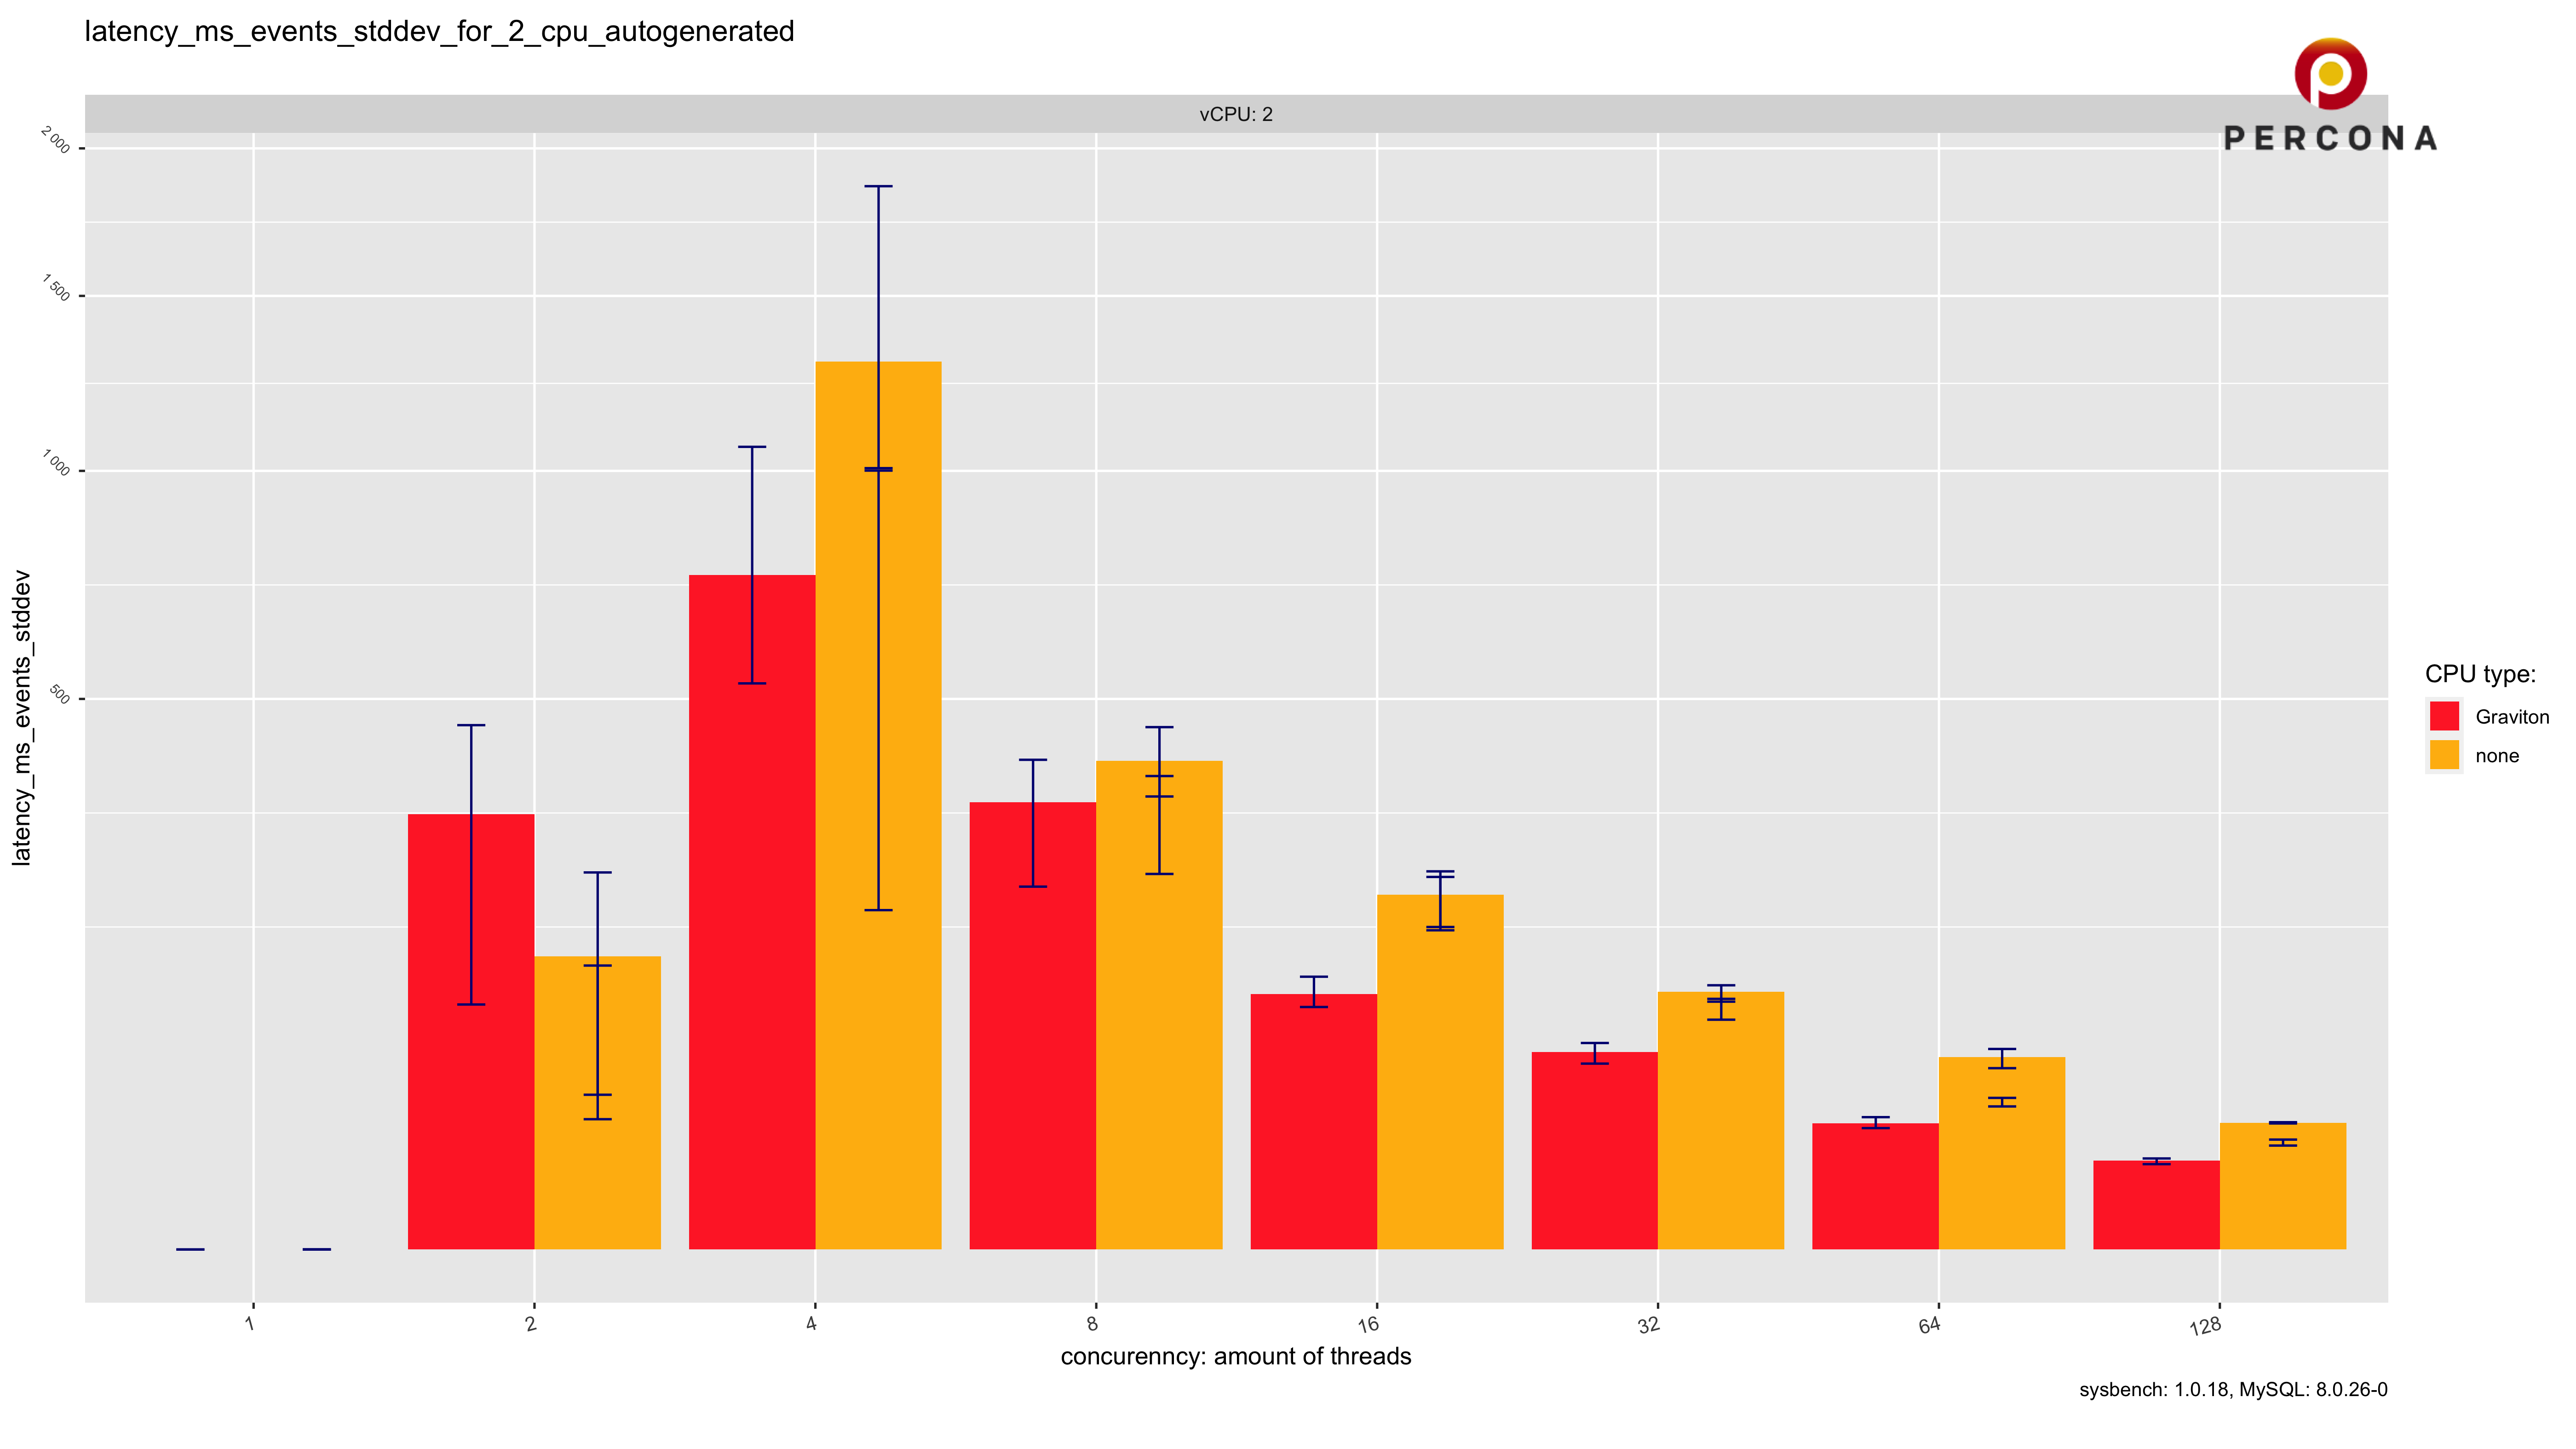 latency_ms_events_stddev_for_2_cpu_autogenerated
PERCONA
vCPU: 2
2 000
1 500
1 000
500
latency_ms_events_stddev
1
2
4
8
16
32
64
128
concurenncy: amount of threads
CPU type:
Graviton
none
sysbench: 1.0.18, MySQL: 8.0.26-0